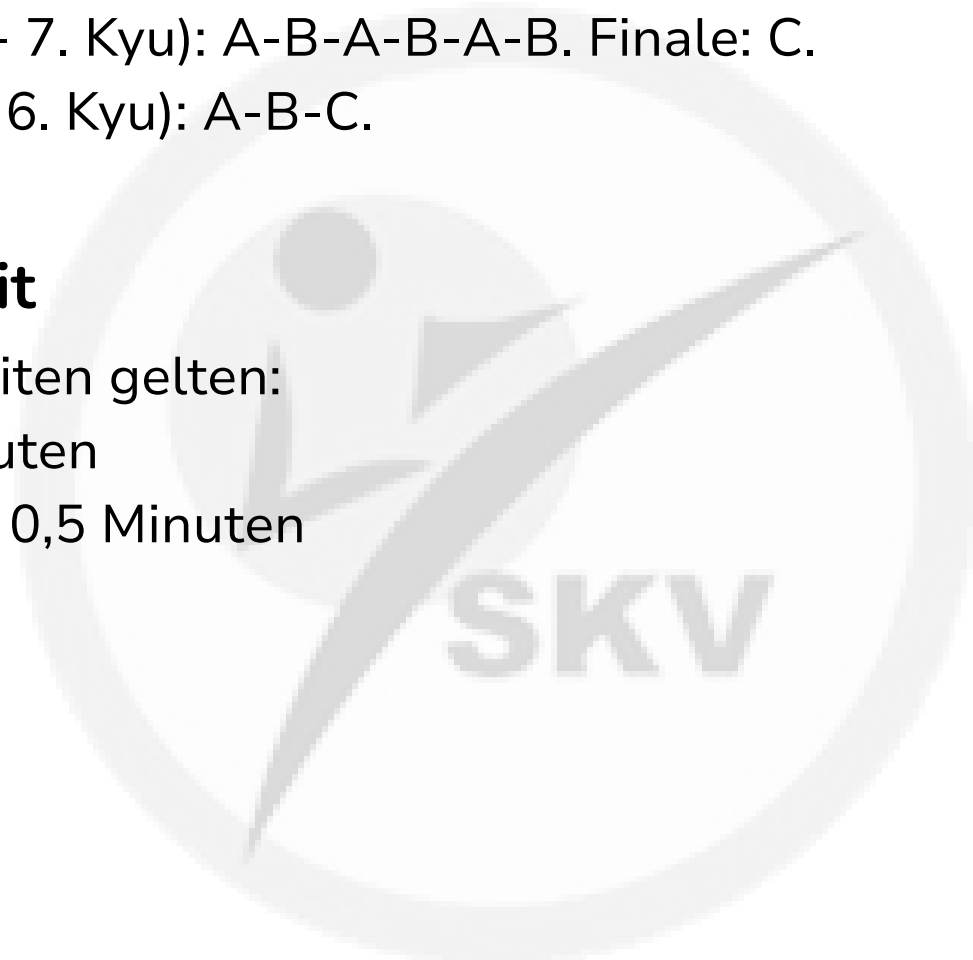 - 7. Kyu): A-B-A-B-A-B. Finale: C.
6. Kyu): A-B-C.
it
iten gelten:
uten
0,5 Minuten
SKV